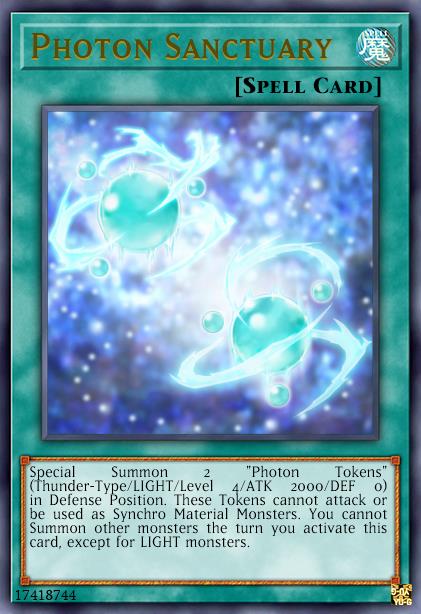 Photon Sanctuary
SPELL
魔
[Spell Card]
Special Summon 2 "Photon Tokens"
(Thunder-Type/LIGHT/Level 4/ATK 2000/DEF 0)
in Defense Position. These Tokens cannot attack or
be used as Synchro Material Monsters. You cannot
Summon other monsters the turn you activate this
card, except for LIGHT monsters.
17418744